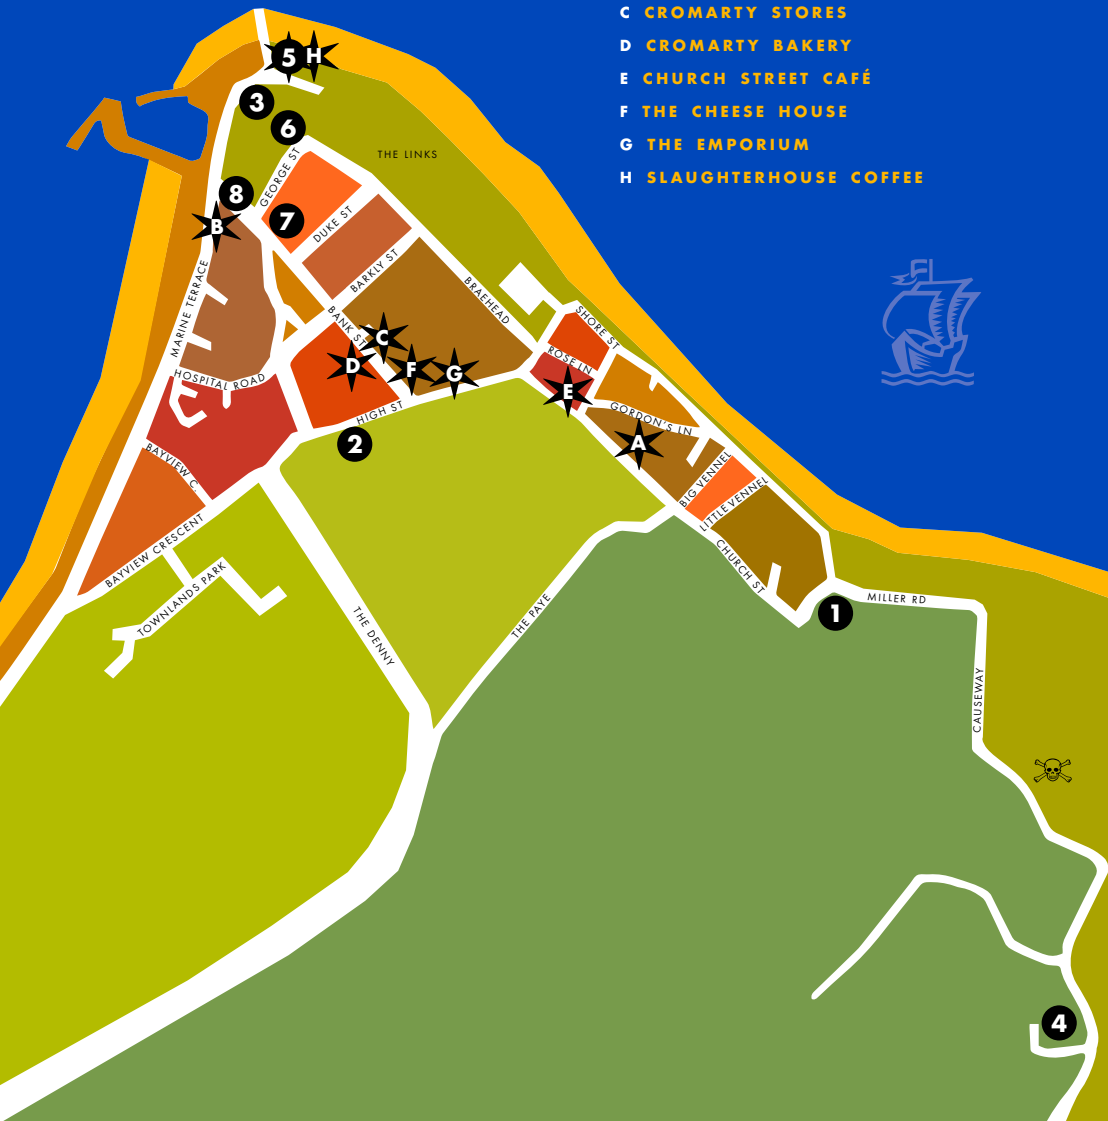 C CROMARTY STORES
D CROMARTY BAKERY
E CHURCH STREET CAFÉ
F THE CHEESE HOUSE
G THE EMPORIUM
H SLAUGHTERHOUSE COFFEE
5
H
3
6
THE LINKS
GEORGE ST
8
7
B
DUKE ST
BARKLY ST
MARINE TERRACE
BRAEHEAD
BANK ST
SHORE ST
C
D
F
G
ROSE LN
E
HOSPITAL ROAD
HIGH ST
GORDON'S LN
2
A
BAYVIEW C
BIG VENNEL
LITTLE VENNEL
BAYVIEW CRESCENT
CHURCH ST
TOWNLANDS PARK
THE DENNY
THE PAYE
1
MILLER RD
CAUSEWAY
4